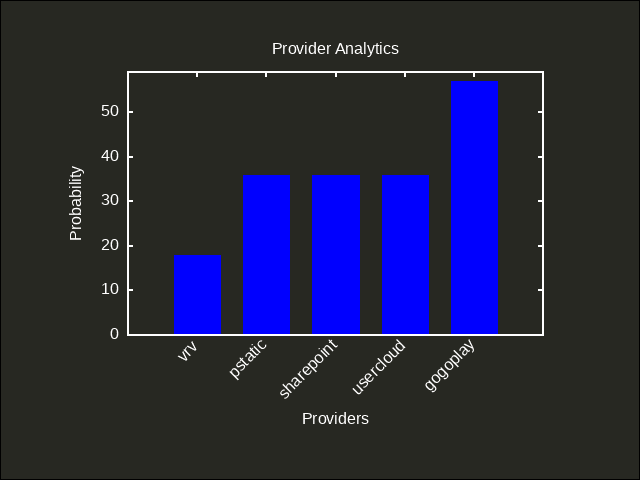 Provider Analytics
Probability
50
40
30
20
10
0
vrv
pstatic
sharepoint
usercloud
gogoplay
Providers